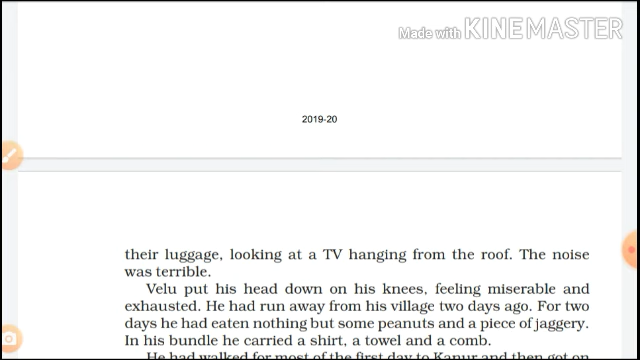 Made with KINEMASTER
2019-20
their luggage, looking at a TV hanging from the roof. The noise
was terrible.
Velu put his head down on his knees, feeling miserable and
exhausted. He had run away from his village two days ago. For two
days he had eaten nothing but some peanuts and a piece of jaggery.
In his bundle he carried a shirt, a towel and a comb.
He had walked for most of the first day to Kanur and then got on